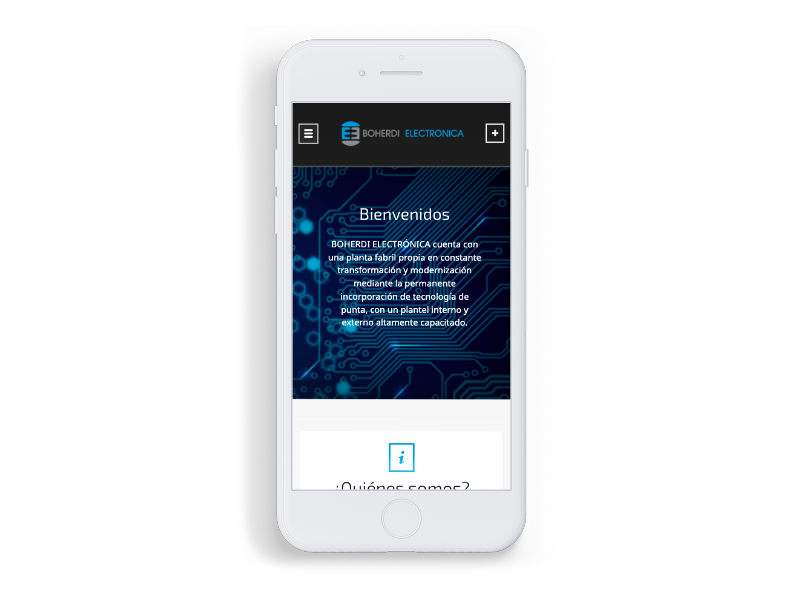 BOHERDI ELECTRONICA
Bienvenidos
BOHERDI ELECTRÓNICA cuenta con
una planta fabril propia en constante
transformación y modernización
mediante la permanente
incorporación de tecnología de
punta, con un plantel interno y
externo altamente capacitado.
i
¿Quiénes somos?